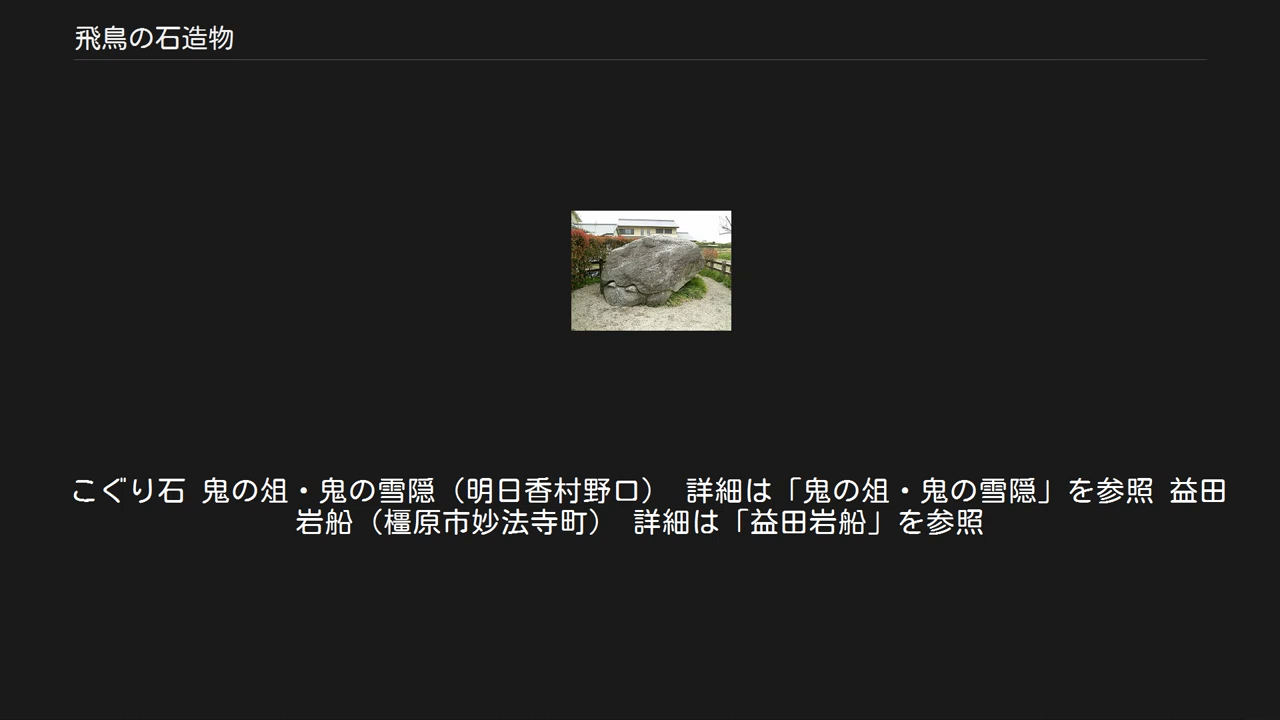 飛鳥の石造物
こぐり石 鬼の俎・鬼の雪隠（明日香村野口） 詳細は「鬼の俎・鬼の雪隠」を参照 益田
岩船（橿原市妙法寺町） 詳細は「益田岩船」を参照